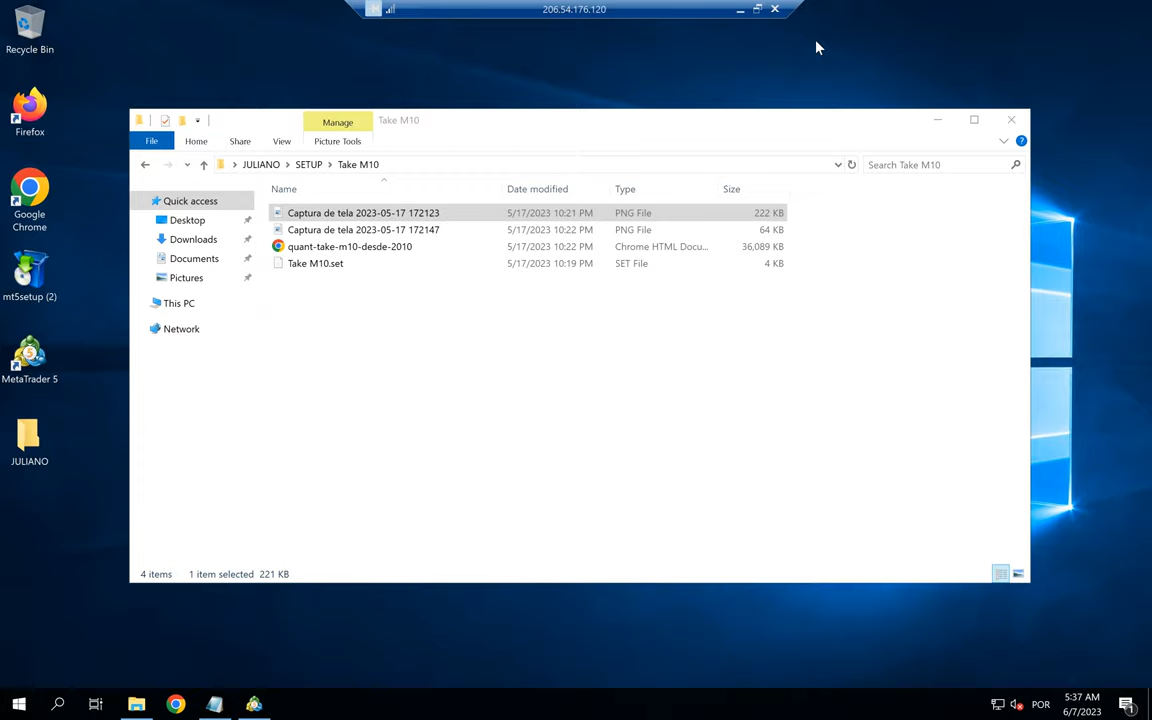 206.54.176.120
Recycle Bin
Firefox
Google
Chrome
mt5setup (2)
MetaTrader 5
JULIANO
Manage
Take M10
File
Home
Share
View
Picture Tools
JULIANO
SETUP
Take M10
Search Take M10
Name
Date modified
Type
Size
Quick access
Desktop
Downloads
Documents
Pictures
This PC
Network
Captura de tela 2023-05-17 172123 5/17/2023 10:21 PM PNG File 222 KB
Captura de tela 2023-05-17 172147 5/17/2023 10:22 PM PNG File 64 KB
quant-take-m10-desde-2010 5/17/2023 10:22 PM Chrome HTML Docu... 36,089 KB
Take M10.set 5/17/2023 10:19 PM SET File 4 KB
4 items 1 item selected 221 KB
POR
5:37 AM
6/7/2023
1